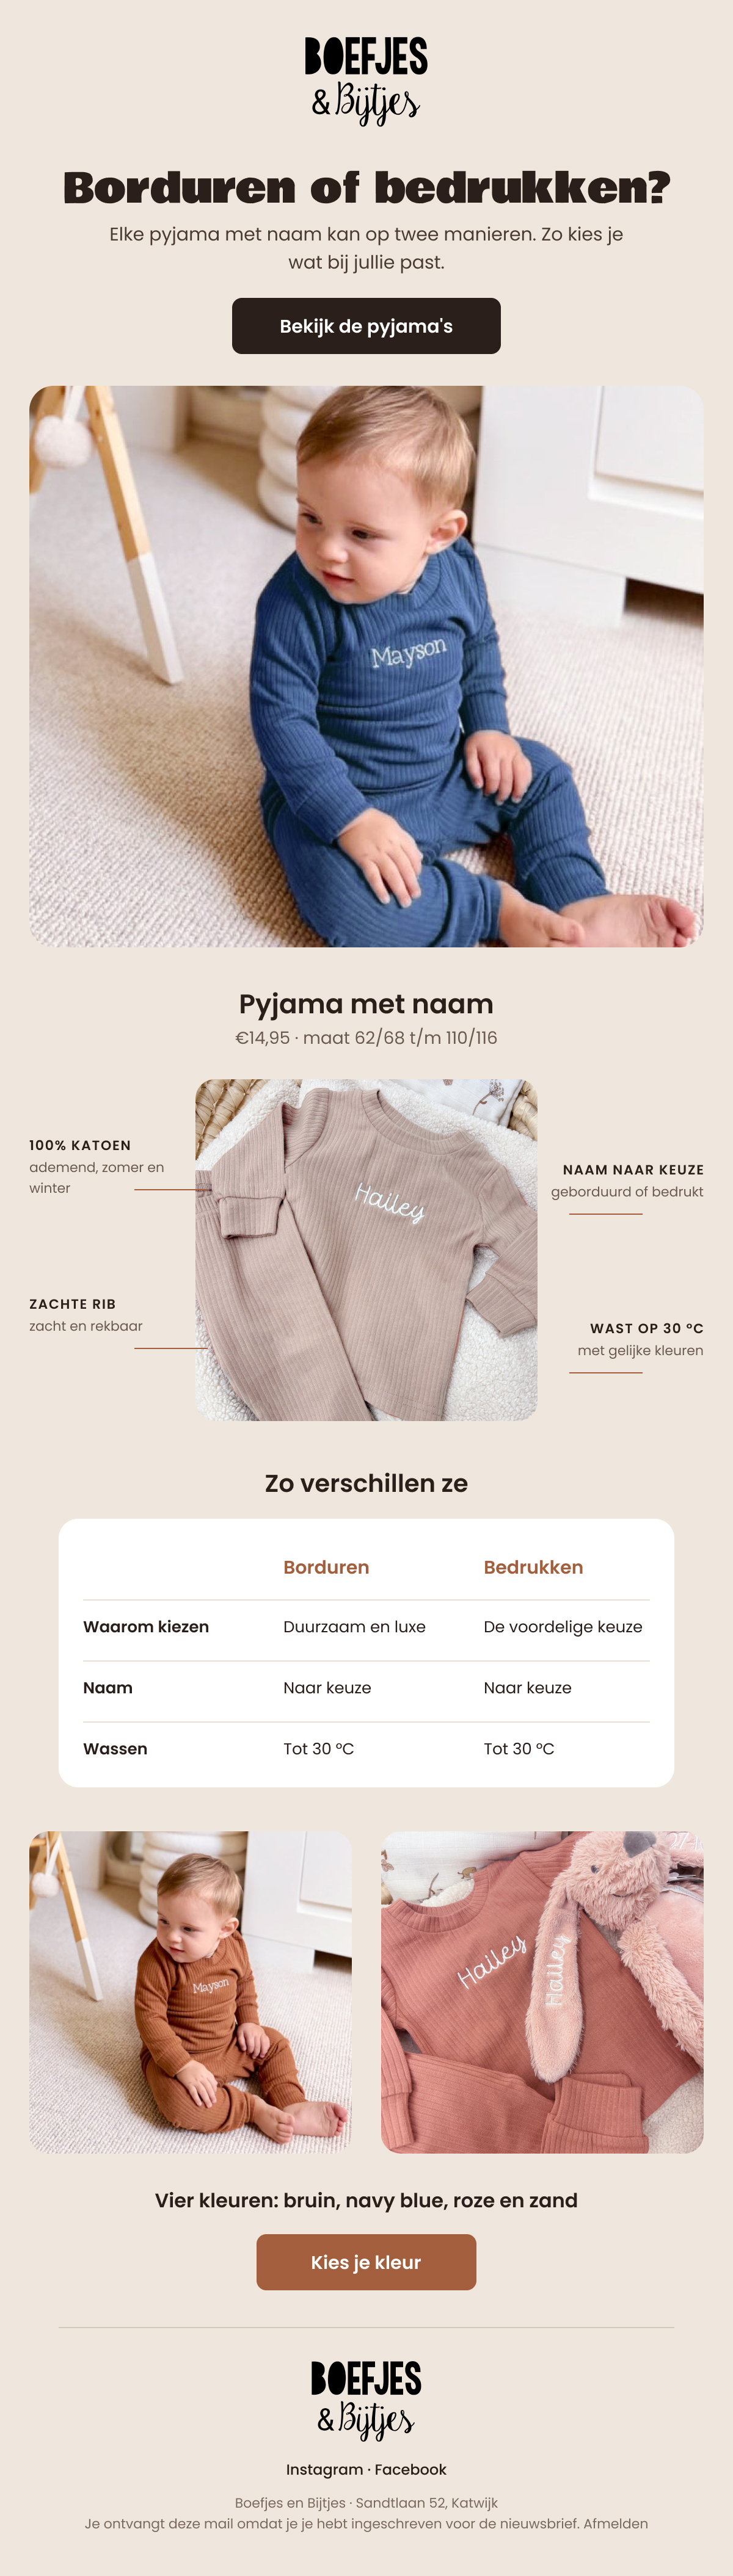 BOEFJES
& Bijtjes
Borduren of bedrukken?
Elke pyjama met naam kan op twee manieren. Zo kies je
wat bij jullie past.
Bekijk de pyjama's
Mayson
Pyjama met naam
€14,95 · maat 62/68 t/m 110/116
100% KATOEN
ademend, zomer en
winter
ZACHTE RIB
zacht en rekbaar
Hailey
NAAM NAAR KEUZE
geborduurd of bedrukt
WAST OP 30 °C
met gelijke kleuren
Zo verschillen ze
Borduren Bedrukken
Waarom kiezen Duurzaam en luxe De voordelige keuze
Naam Naar keuze Naar keuze
Wassen Tot 30 °C Tot 30 °C
Mayson
Hailey
Hailey
Vier kleuren: bruin, navy blue, roze en zand
Kies je kleur
BOEFJES
& Bijtjes
Instagram · Facebook
Boefjes en Bijtjes · Sandtlaan 52, Katwijk
Je ontvangt deze mail omdat je je hebt ingeschreven voor de nieuwsbrief. Afmelden